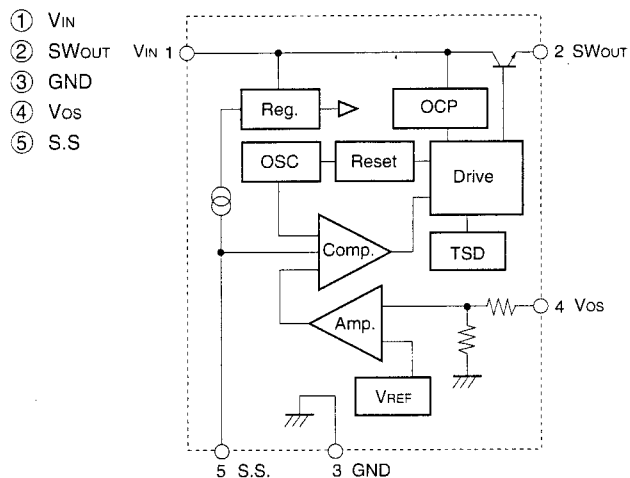 ① VIN
② SWOUT
③ GND
④ VOS
⑤ S.S
VIN 1
2 SWOUT
Reg.
OCP
OSC
Reset
Drive
Comp.
TSD
Amp.
4 VOS
VREF
5 S.S.
3 GND